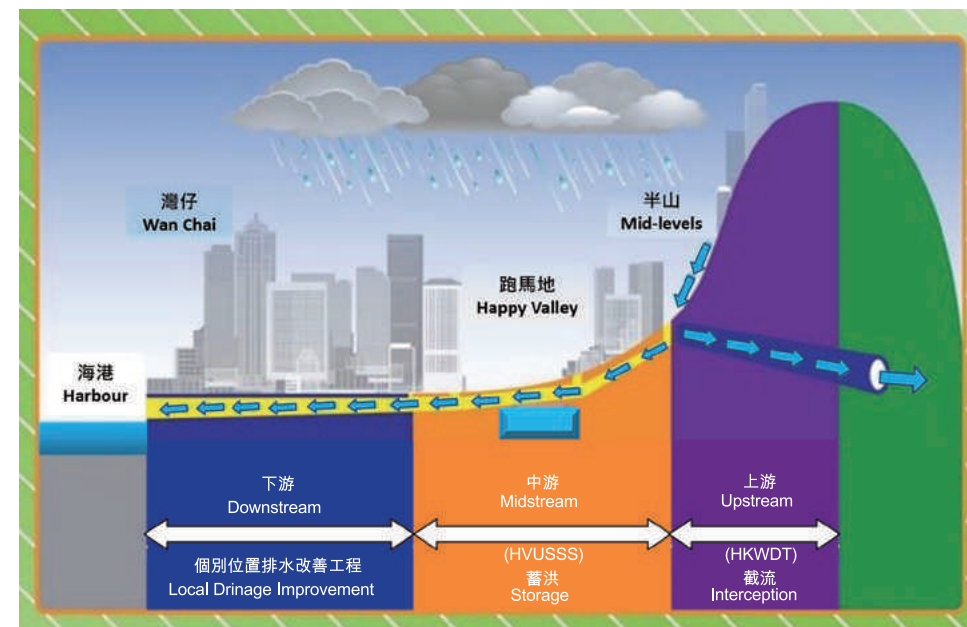 灣仔
Wan Chai
半山
Mid-levels
跑馬地
Happy Valley
海港
Harbour
下游
Downstream
中游
Midstream
上游
Upstream
個別位置排水改善工程
Local Drinage Improvement
(HVUSSS)
蓄洪
Storage
(HKWDT)
截流
Interception